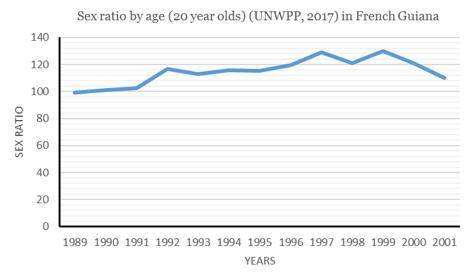 Sex ratio by age (20 year olds) (UNWPP, 2017) in French Guiana
140
120
100
80
60
40
20
0
SEX RATIO
1989 1990 1991 1992 1993 1994 1995 1996 1997 1998 1999 2000 2001
YEARS